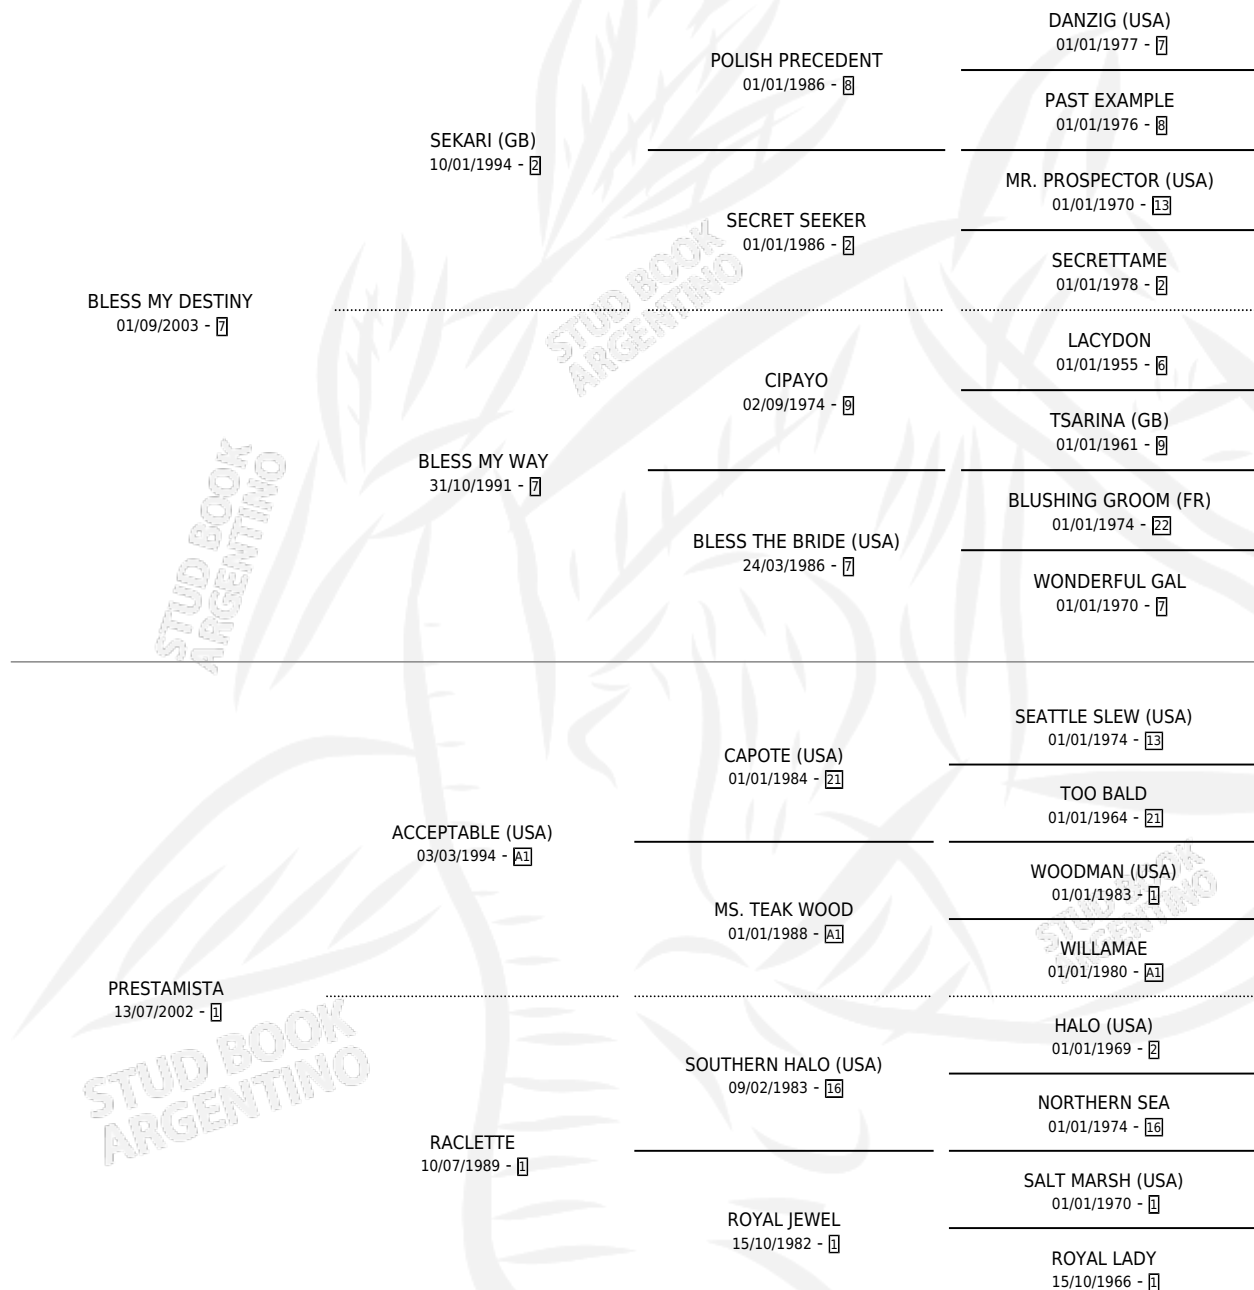 DANZIG (USA)
01/01/1977 - 7
POLISH PRECEDENT
01/01/1986 - 8
PAST EXAMPLE
01/01/1976 - 8
SEKARI (GB)
10/01/1994 - 2
MR. PROSPECTOR (USA)
01/01/1970 - 13
SECRET SEEKER
01/01/1986 - 2
SECRETTAME
01/01/1978 - 2
BLESS MY DESTINY
01/09/2003 - 7
STUD BOOK
ARGENTINO
LACYDON
01/01/1955 - 6
CIPAYO
02/09/1974 - 9
TSARINA (GB)
01/01/1961 - 9
BLESS MY WAY
31/10/1991 - 7
BLUSHING GROOM (FR)
01/01/1974 - 22
BLESS THE BRIDE (USA)
24/03/1986 - 7
WONDERFUL GAL
01/01/1970 - 7
STUD BOOK
ARGENTINO
SEATTLE SLEW (USA)
01/01/1974 - 13
CAPOTE (USA)
01/01/1984 - 21
TOO BALD
01/01/1964 - 21
ACCEPTABLE (USA)
03/03/1994 - A1
WOODMAN (USA)
01/01/1983 - 1
STUD BOOK
ARGENTINO
MS. TEAK WOOD
01/01/1988 - A1
WILLAMAE
01/01/1980 - A1
PRESTAMISTA
13/07/2002 - 1
STUD BOOK
ARGENTINO
HALO (USA)
01/01/1969 - 2
SOUTHERN HALO (USA)
09/02/1983 - 16
NORTHERN SEA
01/01/1974 - 16
RACLETTE
10/07/1989 - 1
SALT MARSH (USA)
01/01/1970 - 1
ROYAL JEWEL
15/10/1982 - 1
ROYAL LADY
15/10/1966 - 1